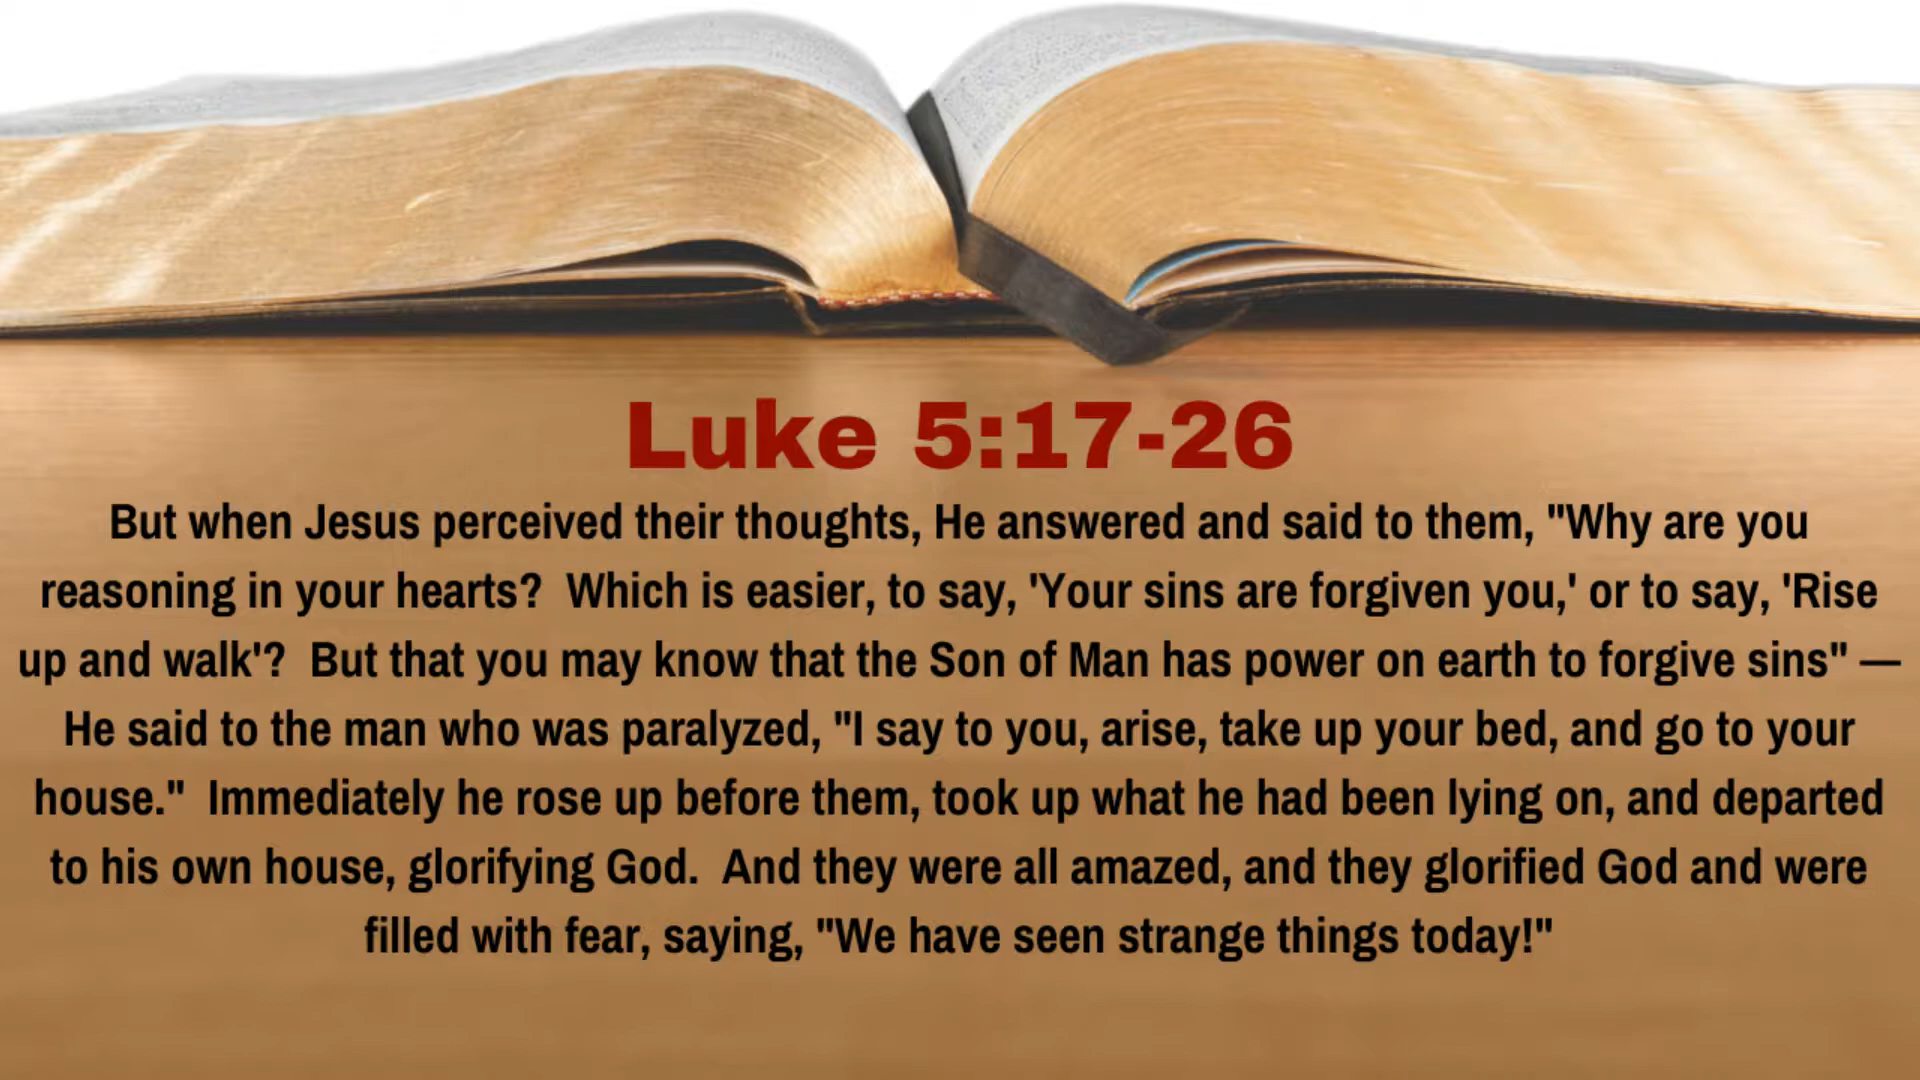 Luke 5:17-26
But when Jesus perceived their thoughts, He answered and said to them, "Why are you
reasoning in your hearts?  Which is easier, to say, 'Your sins are forgiven you,' or to say, 'Rise
up and walk'?  But that you may know that the Son of Man has power on earth to forgive sins" —
He said to the man who was paralyzed, "I say to you, arise, take up your bed, and go to your
house."  Immediately he rose up before them, took up what he had been lying on, and departed
to his own house, glorifying God.  And they were all amazed, and they glorified God and were
filled with fear, saying, "We have seen strange things today!"